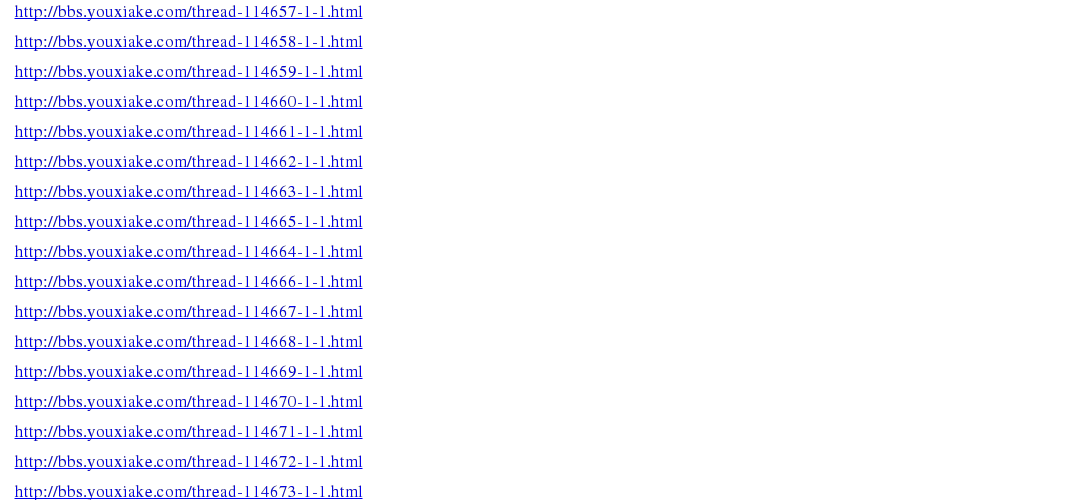 http://bbs.youxiake.com/thread-114657-1-1.html
http://bbs.youxiake.com/thread-114658-1-1.html
http://bbs.youxiake.com/thread-114659-1-1.html
http://bbs.youxiake.com/thread-114660-1-1.html
http://bbs.youxiake.com/thread-114661-1-1.html
http://bbs.youxiake.com/thread-114662-1-1.html
http://bbs.youxiake.com/thread-114663-1-1.html
http://bbs.youxiake.com/thread-114665-1-1.html
http://bbs.youxiake.com/thread-114664-1-1.html
http://bbs.youxiake.com/thread-114666-1-1.html
http://bbs.youxiake.com/thread-114667-1-1.html
http://bbs.youxiake.com/thread-114668-1-1.html
http://bbs.youxiake.com/thread-114669-1-1.html
http://bbs.youxiake.com/thread-114670-1-1.html
http://bbs.youxiake.com/thread-114671-1-1.html
http://bbs.youxiake.com/thread-114672-1-1.html
http://bbs.youxiake.com/thread-114673-1-1.html